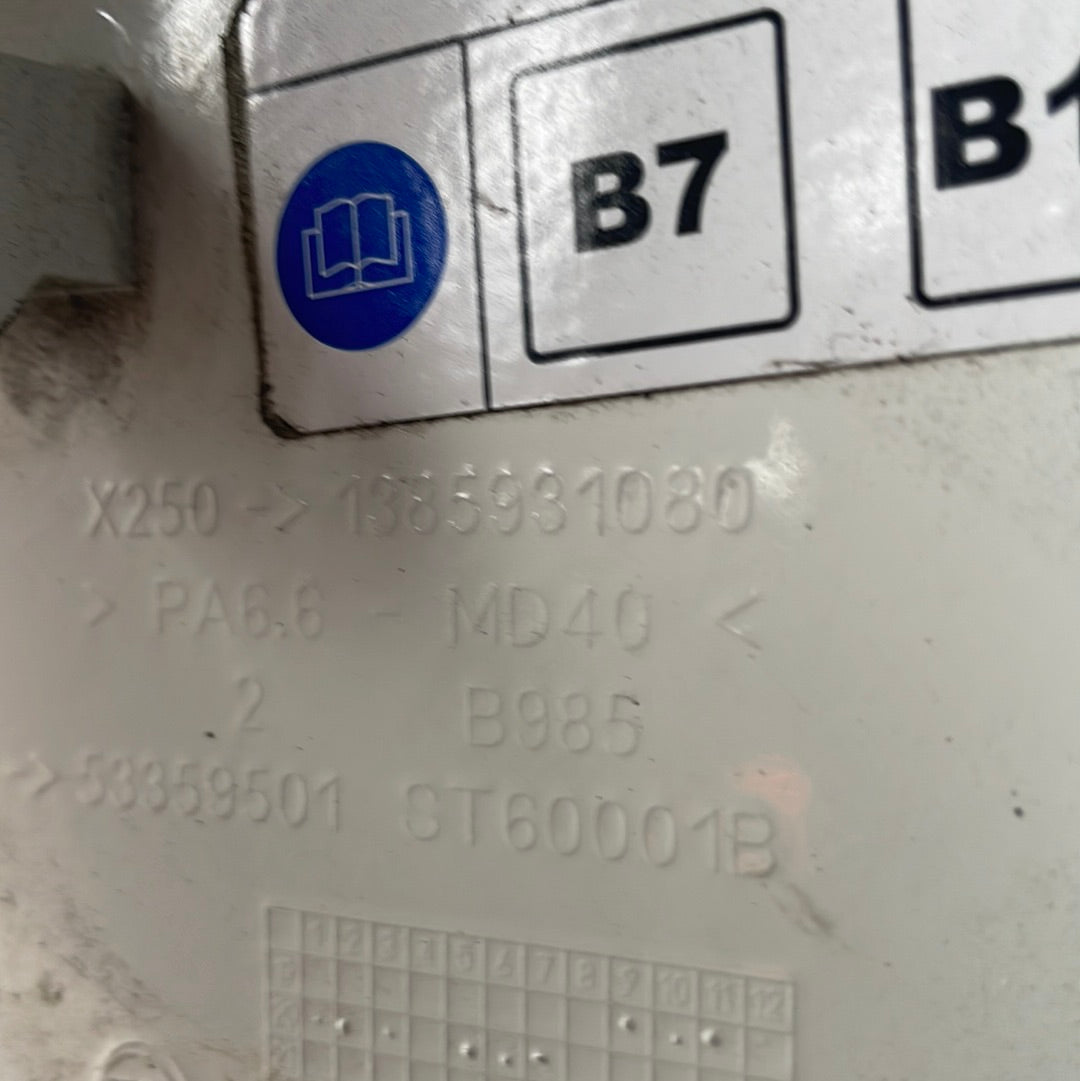 B7
X250 -> 1385931080
> PA6.6 - MD40 <
2 B985
> 53359501 ST60001B
1 2 3 4 5 6 7 8 9 10 11 12